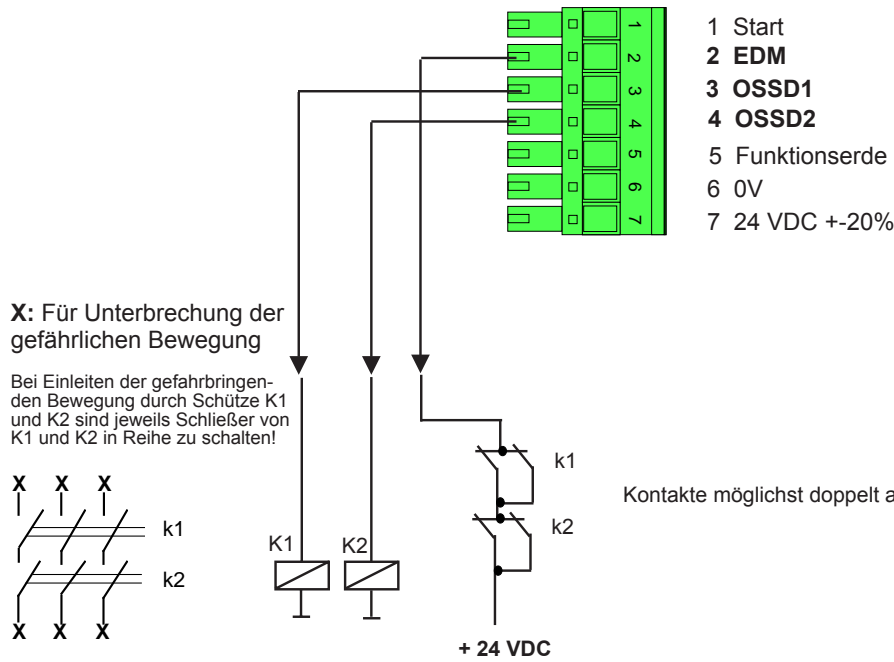 1 Start
2 EDM
3 OSSD1
4 OSSD2
5 Funktionserde
6 0V
7 24 VDC +-20%
1
2
3
4
5
6
7
X: Für Unterbrechung der
gefährlichen Bewegung
Bei Einleiten der gefahrbringen-
den Bewegung durch Schütze K1
und K2 sind jeweils Schließer von
K1 und K2 in Reihe zu schalten!
X X X
k1
k2
X X X
K1 K2
k1
k2
Kontakte möglichst doppelt a
+ 24 VDC